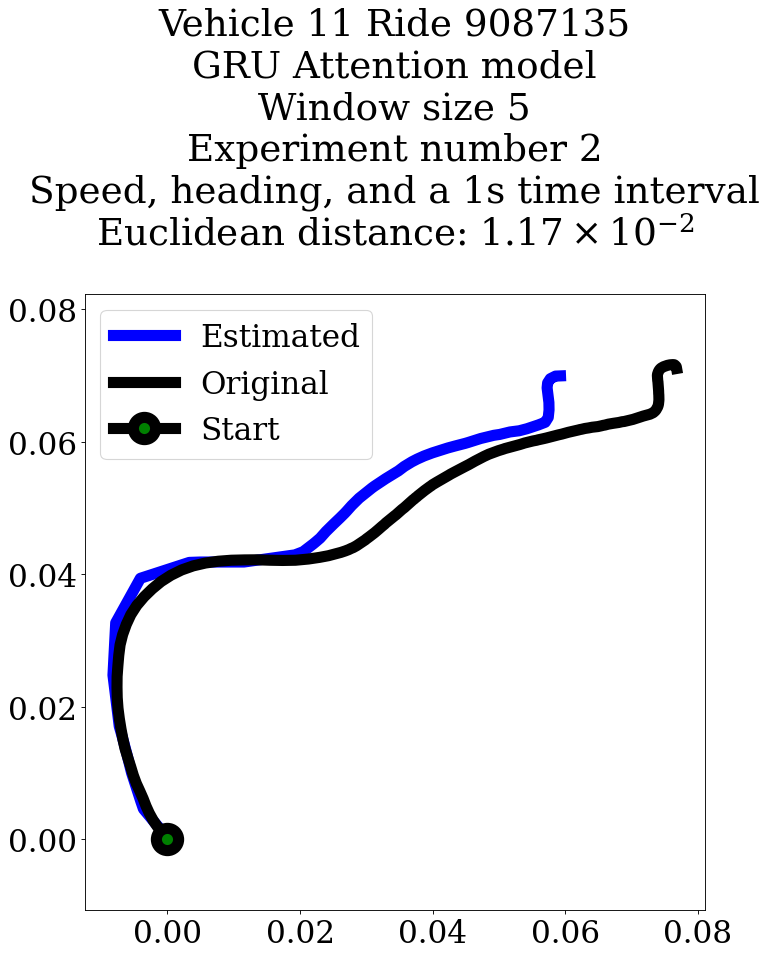 Vehicle 11 Ride 9087135
GRU Attention model
Window size 5
Experiment number 2
Speed, heading, and a 1s time interval
Euclidean distance: 1.17 × 10⁻²
0.08
0.06
0.04
0.02
0.00
Estimated
Original
Start
0.00 0.02 0.04 0.06 0.08